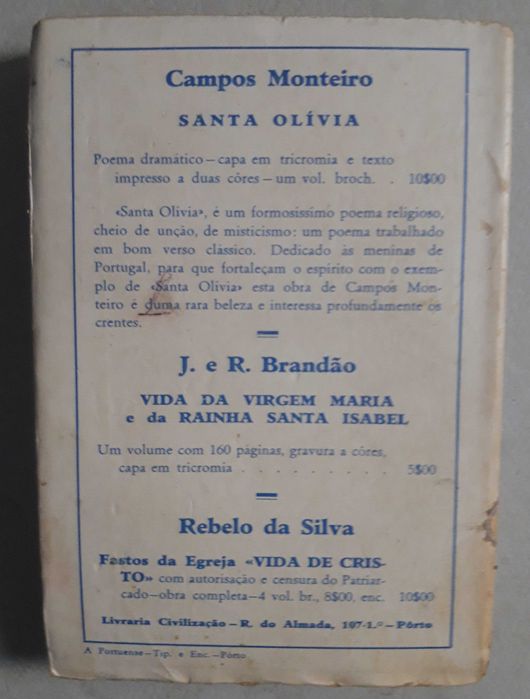 Campos Monteiro
SANTA OLÍVIA
Poema dramático — capa em tricromia e texto
impresso a duas côres — um vol. broch. . 10$00
«Santa Olivia», é um formosissímo poema religioso,
cheio de unção, de misticismo: um poema trabalhado
em bom verso clássico. Dedicado às meninas de
Portugal, para que fortaleçam o espírito com o exem-
plo de «Santa Olivia» esta obra de Campos Mon-
teiro é duma rara beleza e interessa profundamente os
crentes.
J. e R. Brandão
VIDA DA VIRGEM MARIA
e da RAINHA SANTA ISABEL
Um volume com 160 páginas, gravura a côres,
capa em tricromia . . . . . . . . . 5$00
Rebelo da Silva
Fastos da Egreja «VIDA DE CRIS-
TO» com autorisação e censura do Patriar-
cado—obra completa—4 vol. br., 8$00, enc. 10$00
Livraria Civilização — R. do Almada, 107-1.º — Pôrto
A Portuense — Tip. e Enc. — Pôrto